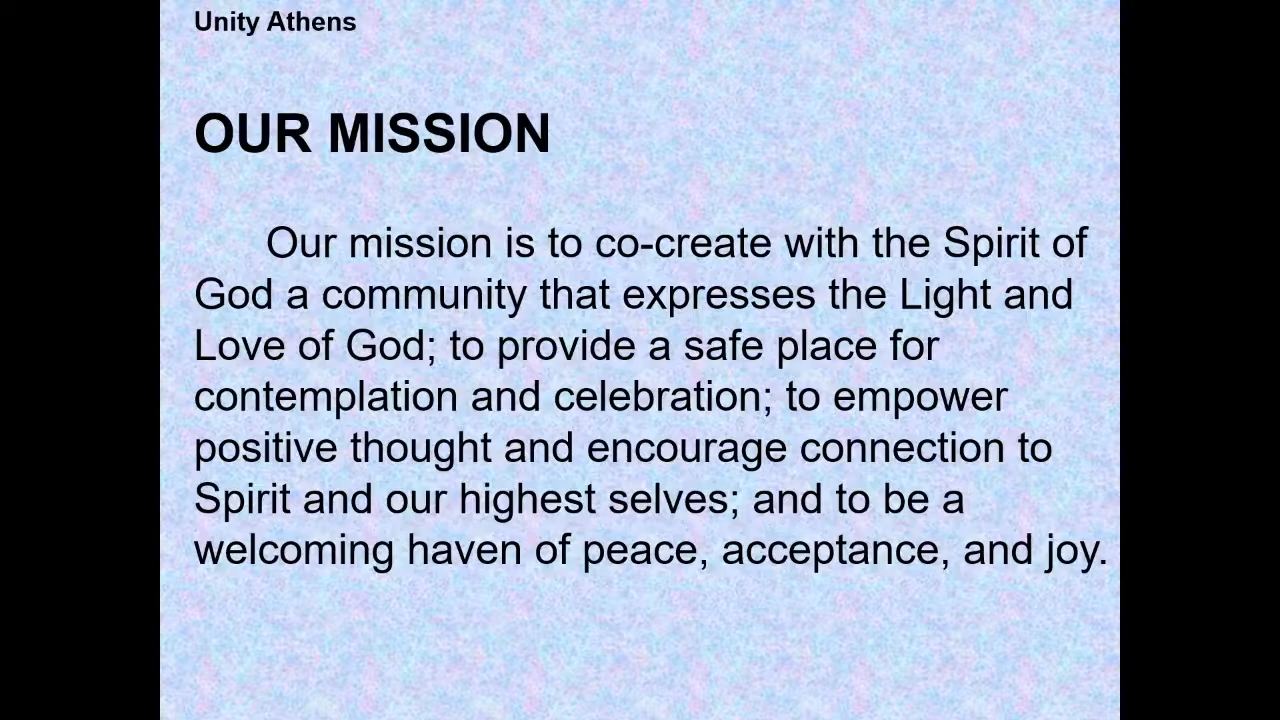 Unity Athens
OUR MISSION
Our mission is to co-create with the Spirit of
God a community that expresses the Light and
Love of God; to provide a safe place for
contemplation and celebration; to empower
positive thought and encourage connection to
Spirit and our highest selves; and to be a
welcoming haven of peace, acceptance, and joy.